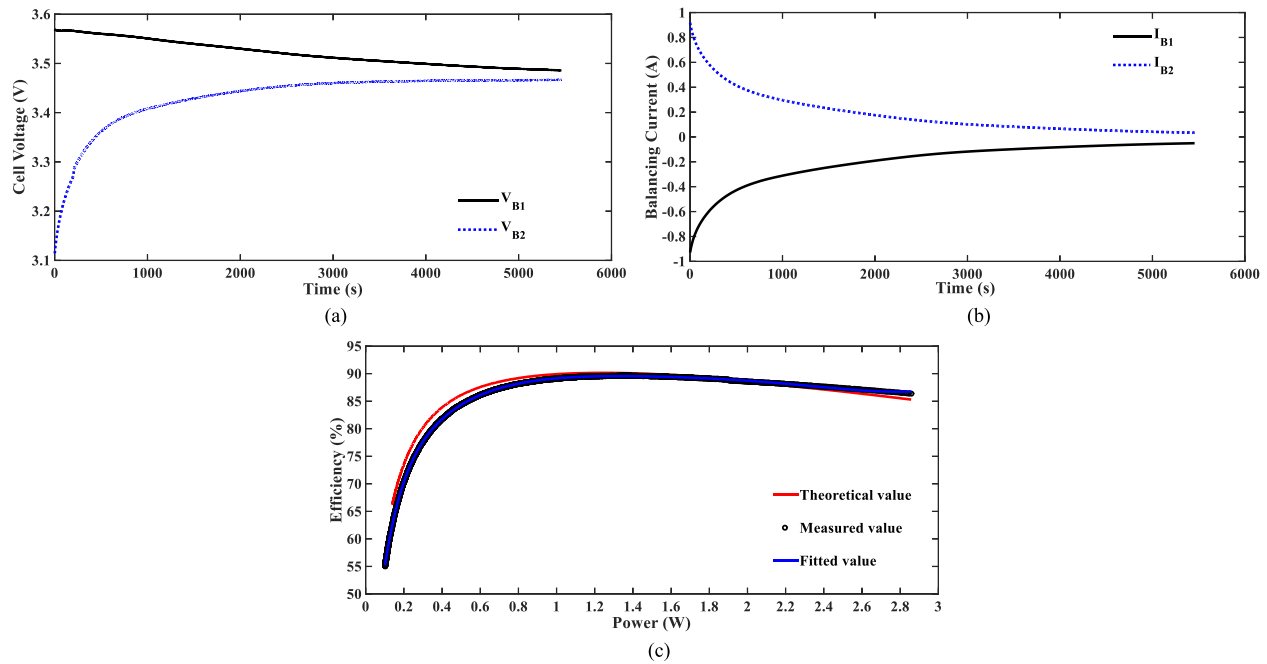 3.6
3.5
3.4
3.3
3.2
3.1
Cell Voltage (V)
V_B1
V_B2
0 1000 2000 3000 4000 5000 6000
Time (s)
(a)
1
0.8
0.6
0.4
0.2
0
-0.2
-0.4
-0.6
-0.8
-1
Balancing Current (A)
I_B1
I_B2
0 1000 2000 3000 4000 5000 6000
Time (s)
(b)
95
90
85
80
75
70
65
60
55
50
Efficiency (%)
Theoretical value
Measured value
Fitted value
0 0.2 0.4 0.6 0.8 1 1.2 1.4 1.6 1.8 2 2.2 2.4 2.6 2.8 3
Power (W)
(c)